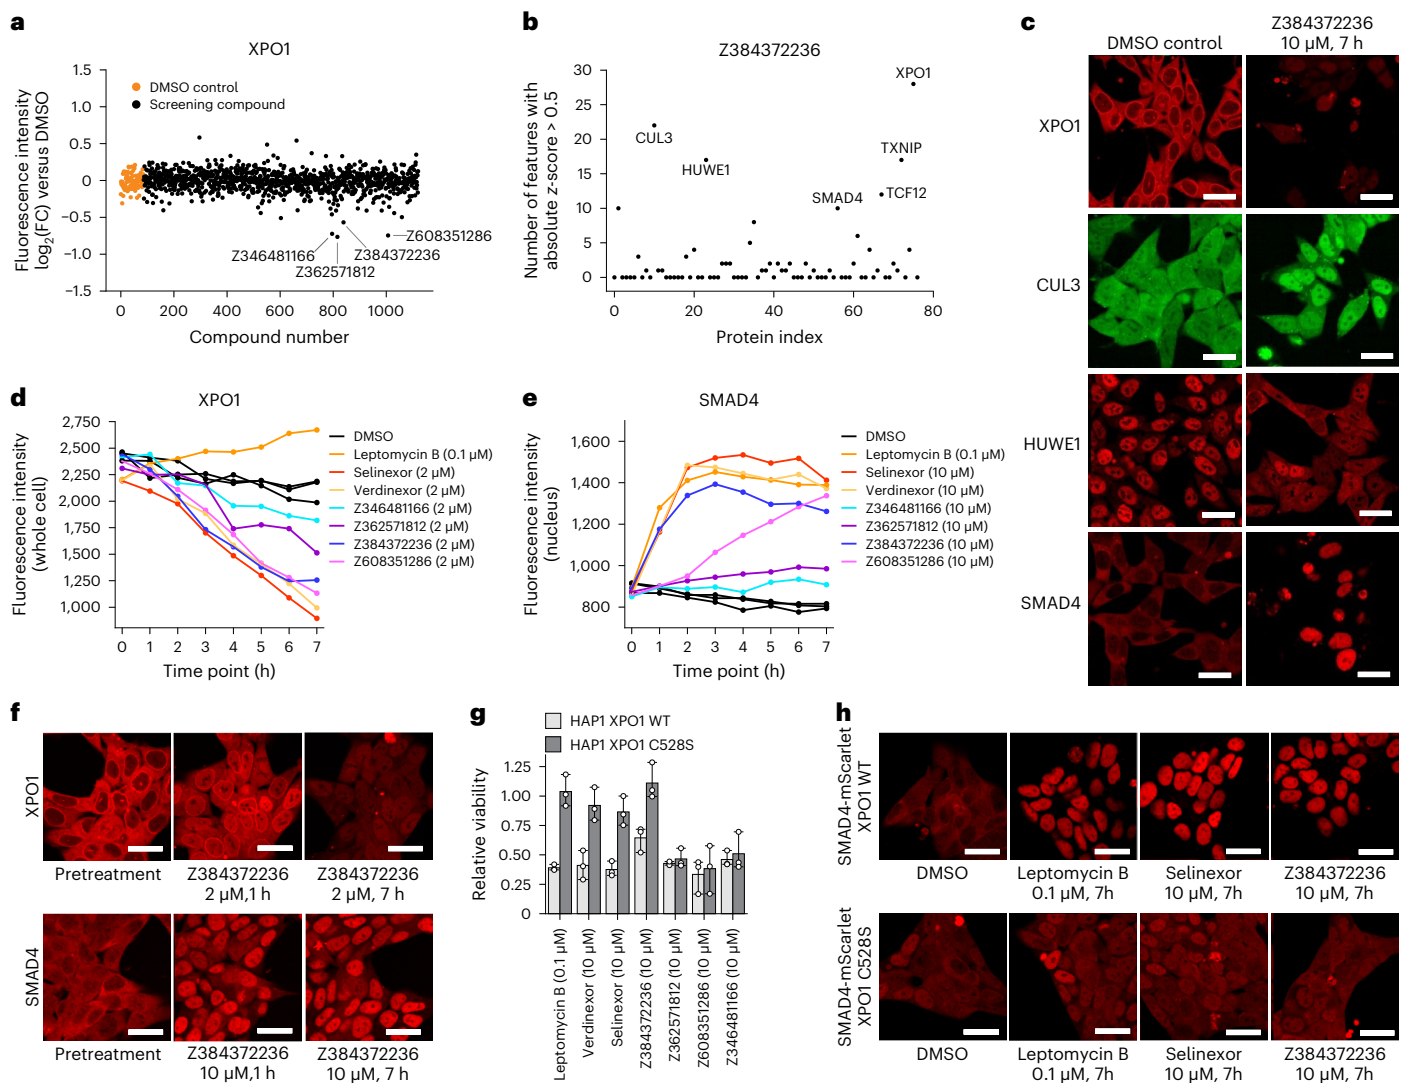 a
XPO1
Fluorescence intensity
log2(FC) versus DMSO
1.5
1.0
0.5
0
−0.5
−1.0
−1.5
DMSO control
Screening compound
Z346481166
Z362571812
Z384372236
Z608351286
0 200 400 600 800 1000
Compound number
b
Z384372236
Number of features with
absolute z-score > 0.5
30
25
20
15
10
5
0
XPO1
CUL3
HUWE1
TXNIP
TCF12
SMAD4
0 20 40 60 80
Protein index
c
DMSO control
Z384372236
10 µM, 7 h
XPO1
CUL3
HUWE1
SMAD4
d
XPO1
Fluorescence intensity
(whole cell)
2,750
2,500
2,250
2,000
1,750
1,500
1,250
1,000
0 1 2 3 4 5 6 7
Time point (h)
DMSO
Leptomycin B (0.1 µM)
Selinexor (2 µM)
Verdinexor (2 µM)
Z346481166 (2 µM)
Z362571812 (2 µM)
Z384372236 (2 µM)
Z608351286 (2 µM)
e
SMAD4
Fluorescence intensity
(nucleus)
1,600
1,400
1,200
1,000
800
0 1 2 3 4 5 6 7
Time point (h)
DMSO
Leptomycin B (0.1 µM)
Selinexor (10 µM)
Verdinexor (10 µM)
Z346481166 (10 µM)
Z362571812 (10 µM)
Z384372236 (10 µM)
Z608351286 (10 µM)
f
XPO1
Pretreatment
Z384372236
2 µM,1 h
Z384372236
2 µM, 7 h
SMAD4
Pretreatment
Z384372236
10 µM,1 h
Z384372236
10 µM, 7 h
g
HAP1 XPO1 WT
HAP1 XPO1 C528S
Relative viability
1.25
1.00
0.75
0.50
0.25
0
Leptomycin B (0.1 µM)
Verdinexor (10 µM)
Selinexor (10 µM)
Z384372236 (10 µM)
Z362571812 (10 µM)
Z608351286 (10 µM)
Z346481166 (10 µM)
h
SMAD4-mScarlet
XPO1 WT
DMSO
Leptomycin B
0.1 µM, 7h
Selinexor
10 µM, 7h
Z384372236
10 µM, 7h
SMAD4-mScarlet
XPO1 C528S
DMSO
Leptomycin B
0.1 µM, 7h
Selinexor
10 µM, 7h
Z384372236
10 µM, 7h